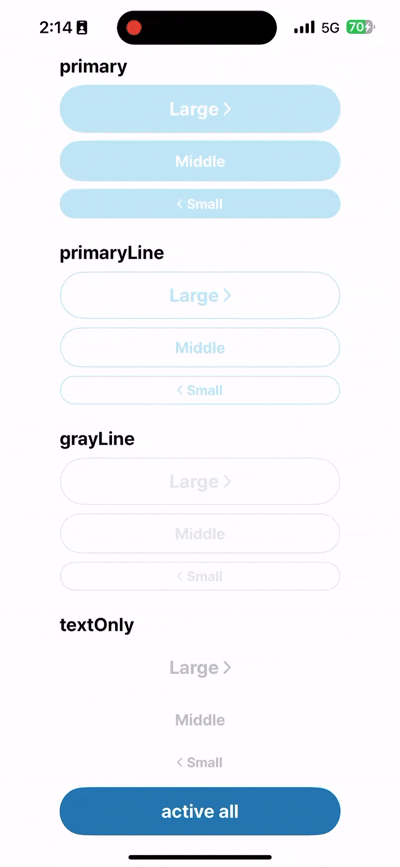 2:14 5G 70
primary
Large >
Middle
< Small
primaryLine
Large >
Middle
< Small
grayLine
Large >
Middle
< Small
textOnly
Large >
Middle
< Small
active all